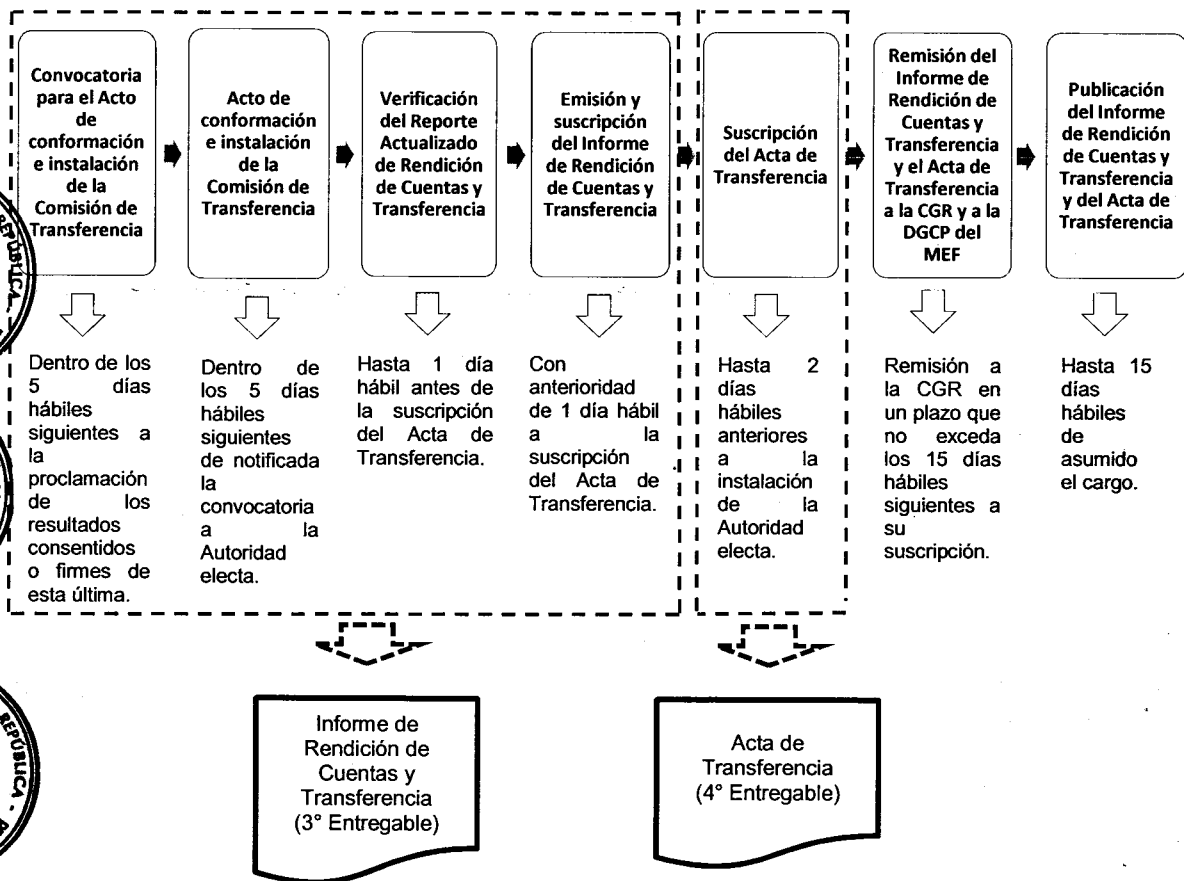 Convocatoria
para el Acto
de
conformación
e instalación
de la
Comisión de
Transferencia
Acto de
conformación
e instalación
de la
Comisión de
Transferencia
Verificación
del Reporte
Actualizado
de Rendición
de Cuentas y
Transferencia
Emisión y
suscripción
del Informe
de Rendición
de Cuentas y
Transferencia
Suscripción
del Acta de
Transferencia
Remisión del
Informe de
Rendición de
Cuentas y
Transferencia
y el Acta de
Transferencia
a la CGR y a la
DGCP del
MEF
Publicación
del Informe
de Rendición
de Cuentas y
Transferencia
y del Acta de
Transferencia
Dentro de los
5 días
hábiles
siguientes a
la
proclamación
de los
resultados
consentidos
o firmes de
esta última.
Dentro de
los 5 días
hábiles
siguientes
de notificada
la
convocatoria
a la
Autoridad
electa.
Hasta 1 día
hábil antes de
la suscripción
del Acta de
Transferencia.
Con
anterioridad
de 1 día hábil
a la
suscripción
del Acta de
Transferencia.
Hasta 2
días
hábiles
anteriores
a la
instalación
de la
Autoridad
electa.
Remisión a
la CGR en
un plazo que
no exceda
los 15 días
hábiles
siguientes a
su
suscripción.
Hasta 15
días
hábiles
de
asumido
el cargo.
Informe de
Rendición de
Cuentas y
Transferencia
(3° Entregable)
Acta de
Transferencia
(4° Entregable)
REPÚBLICA
REPÚBLICA